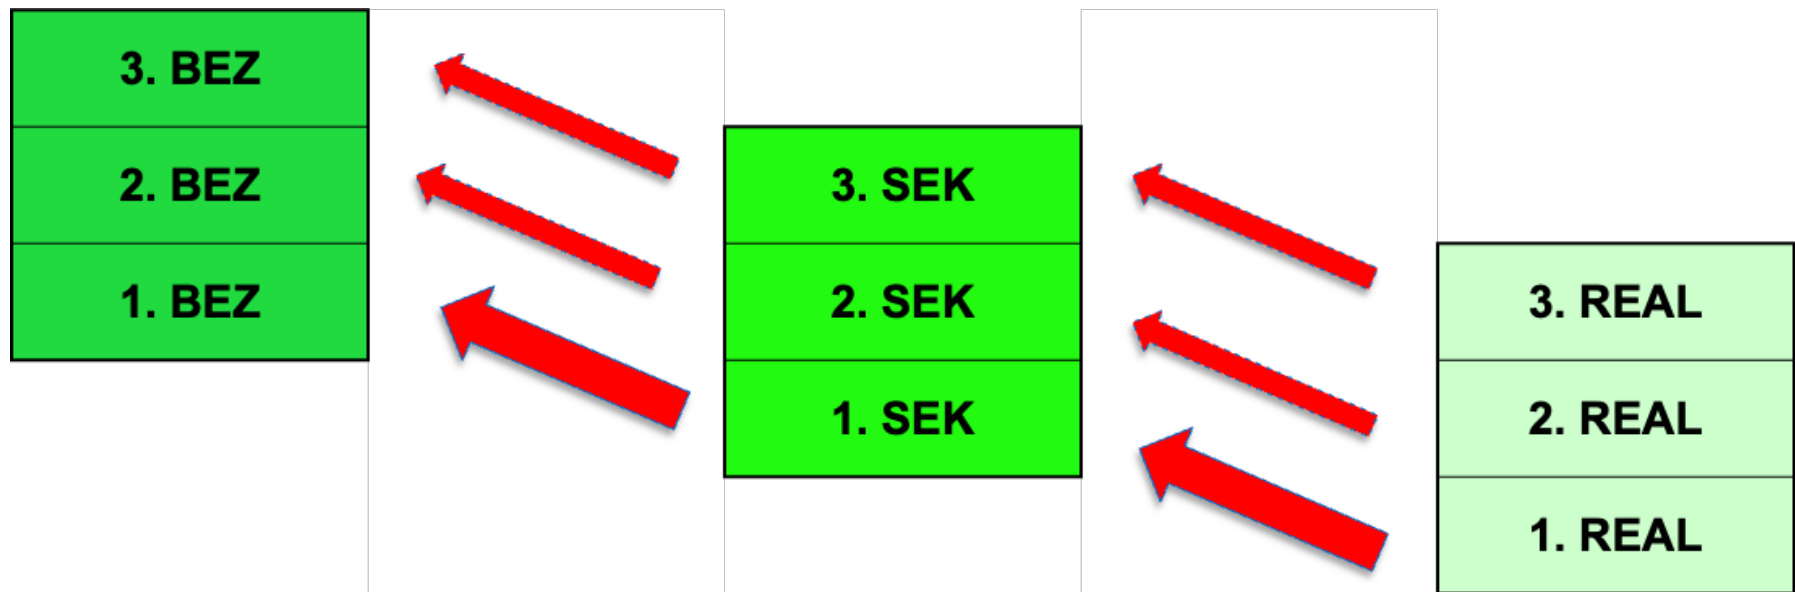 3. BEZ
2. BEZ
1. BEZ
3. SEK
2. SEK
1. SEK
3. REAL
2. REAL
1. REAL